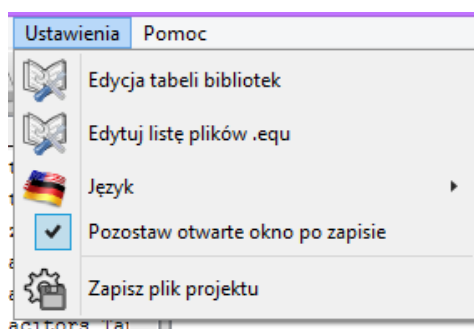 Ustawienia Pomoc
Edycja tabeli bibliotek
Edytuj listę plików .equ
Język
Pozostaw otwarte okno po zapisie
Zapisz plik projektu